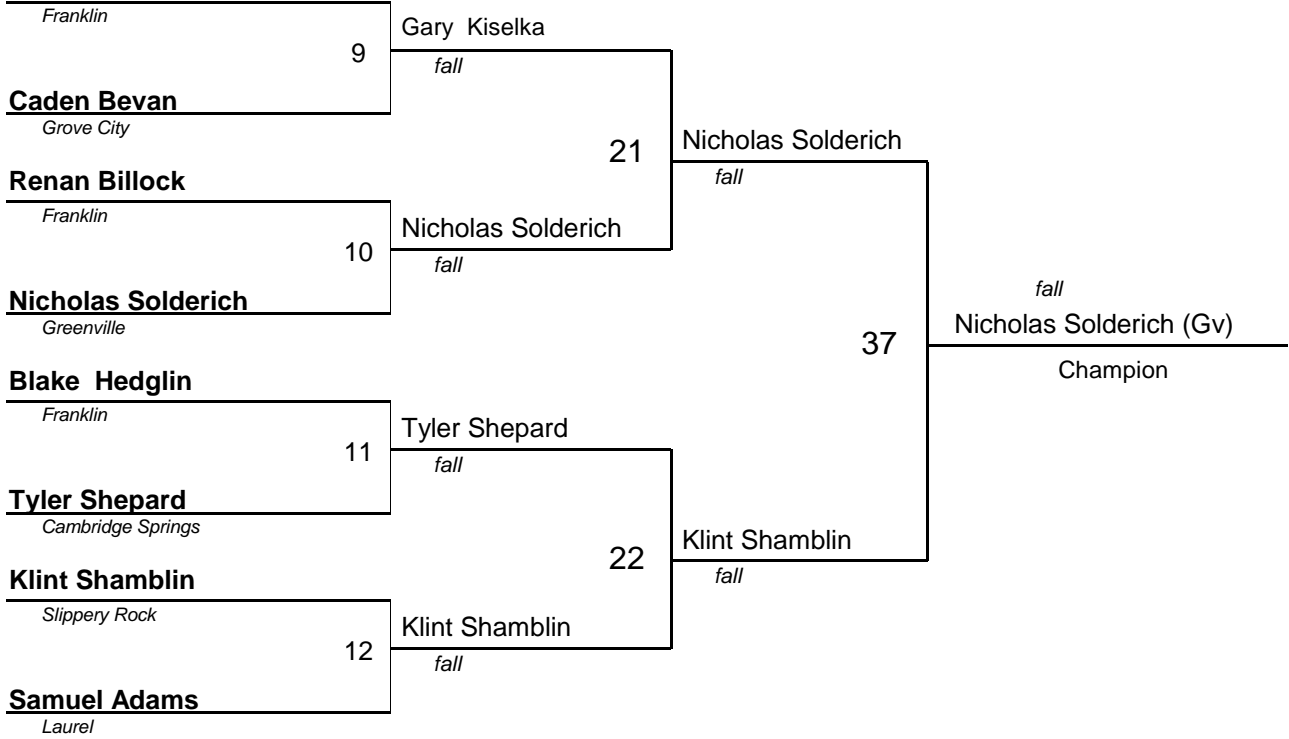 Franklin
Gary  Kiselka
9
fall
Caden Bevan
Grove City
21
Nicholas Solderich
fall
Renan Billock
Franklin
Nicholas Solderich
10
fall
Nicholas Solderich
Greenville
fall
Nicholas Solderich (Gv)
37
Champion
Blake  Hedglin
Franklin
Tyler Shepard
11
fall
Tyler Shepard
Cambridge Springs
22
Klint Shamblin
fall
Klint Shamblin
Slippery Rock
Klint Shamblin
12
fall
Samuel Adams
Laurel